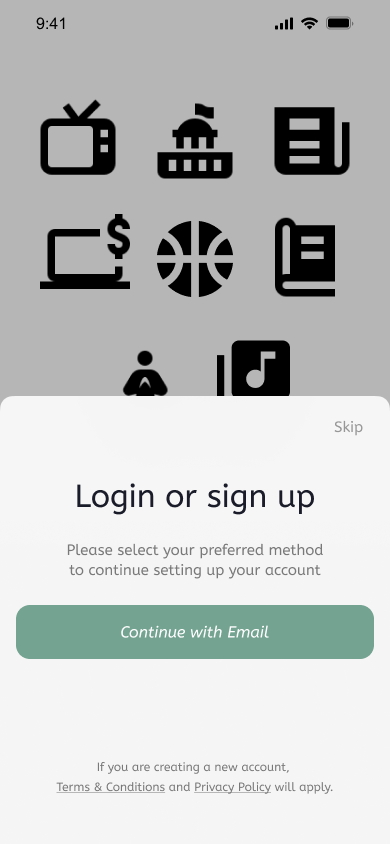 9:41
$
Skip
Login or sign up
Please select your preferred method
to continue setting up your account
Continue with Email
If you are creating a new account,
Terms & Conditions and Privacy Policy will apply.